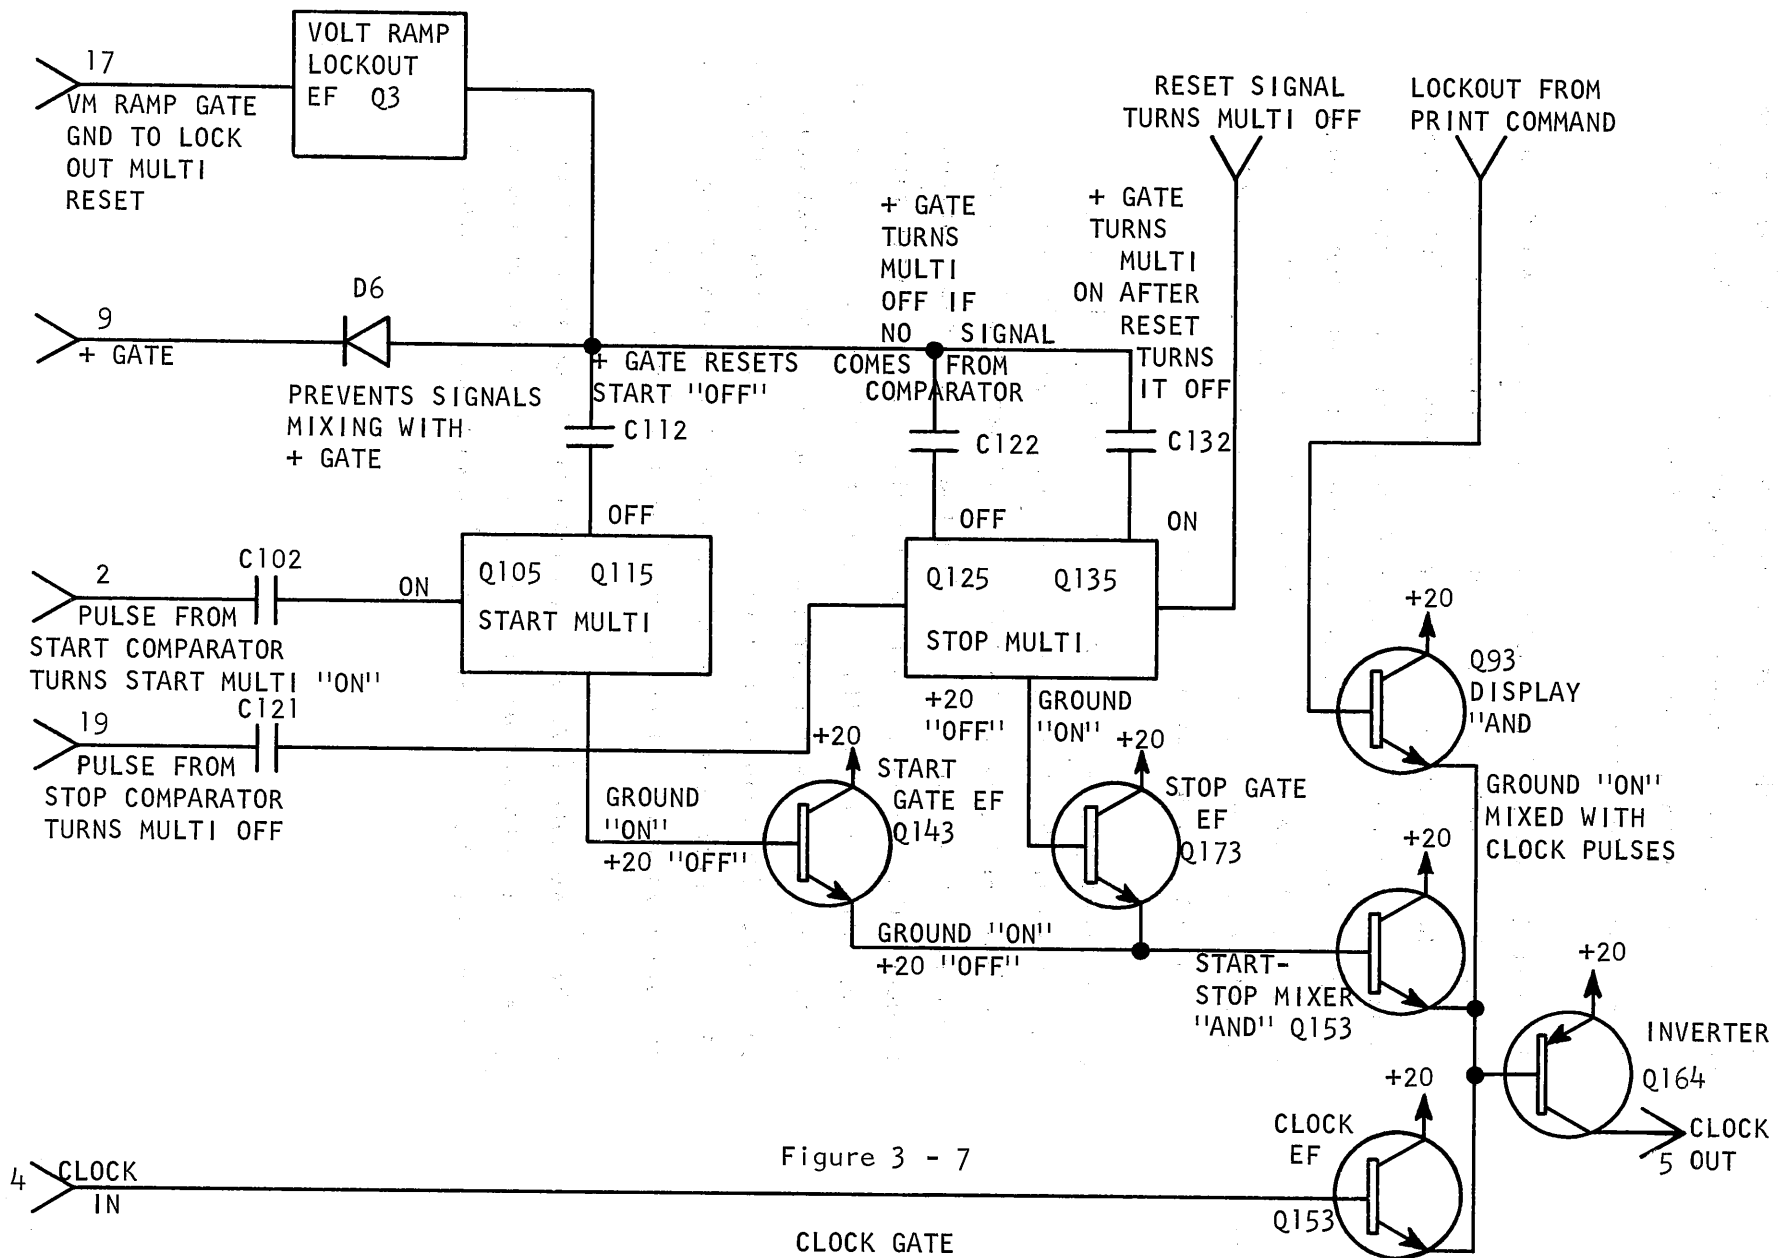 17
VM RAMP GATE
GND TO LOCK
OUT MULTI
RESET
VOLT RAMP
LOCKOUT
EF Q3
RESET SIGNAL
TURNS MULTI OFF
LOCKOUT FROM
PRINT COMMAND
9
+ GATE
D6
PREVENTS SIGNALS
MIXING WITH
+ GATE
+ GATE RESETS
START "OFF"
C112
OFF
+ GATE
TURNS
MULTI
OFF IF
NO SIGNAL
COMES FROM
COMPARATOR
C122
OFF
+ GATE
TURNS
MULTI
ON AFTER
RESET
TURNS
IT OFF
C132
ON
2
C102
ON
PULSE FROM
START COMPARATOR
TURNS START MULTI "ON"
Q105 Q115
START MULTI
Q125 Q135
STOP MULTI
19
C121
PULSE FROM
STOP COMPARATOR
TURNS MULTI OFF
GROUND
"ON"
+20 "OFF"
+20
START
GATE EF
Q143
+20
"OFF"
GROUND
"ON"
+20
STOP GATE
EF
Q173
+20
Q93
DISPLAY
"AND
GROUND "ON"
MIXED WITH
CLOCK PULSES
GROUND "ON"
+20 "OFF"
+20
START-
STOP MIXER
"AND" Q153
+20
INVERTER
Q164
CLOCK
5 OUT
+20
CLOCK
EF
Q153
4 CLOCK
IN
Figure 3 - 7
CLOCK GATE